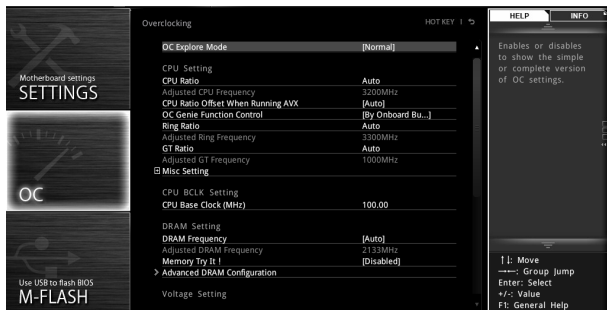 Motherboard settings
SETTINGS
OC
Use USB to flash BIOS
M-FLASH
Overclocking
HOT KEY
OC Explore Mode [Normal]
CPU Setting
CPU Ratio Auto
Adjusted CPU Frequency 3200MHz
CPU Ratio Offset When Running AVX [Auto]
OC Genie Function Control [By Onboard Bu...]
Ring Ratio Auto
Adjusted Ring Frequency 3300MHz
GT Ratio Auto
Adjusted GT Frequency 1000MHz
Misc Setting
CPU BCLK Setting
CPU Base Clock (MHz) 100.00
DRAM Setting
DRAM Frequency [Auto]
Adjusted DRAM Frequency 2133MHz
Memory Try It ! [Disabled]
Advanced DRAM Configuration
Voltage Setting
HELP INFO
Enables or disables
to show the simple
or complete version
of OC settings.
↑↓: Move
→←: Group Jump
Enter: Select
+/-: Value
F1: General Help